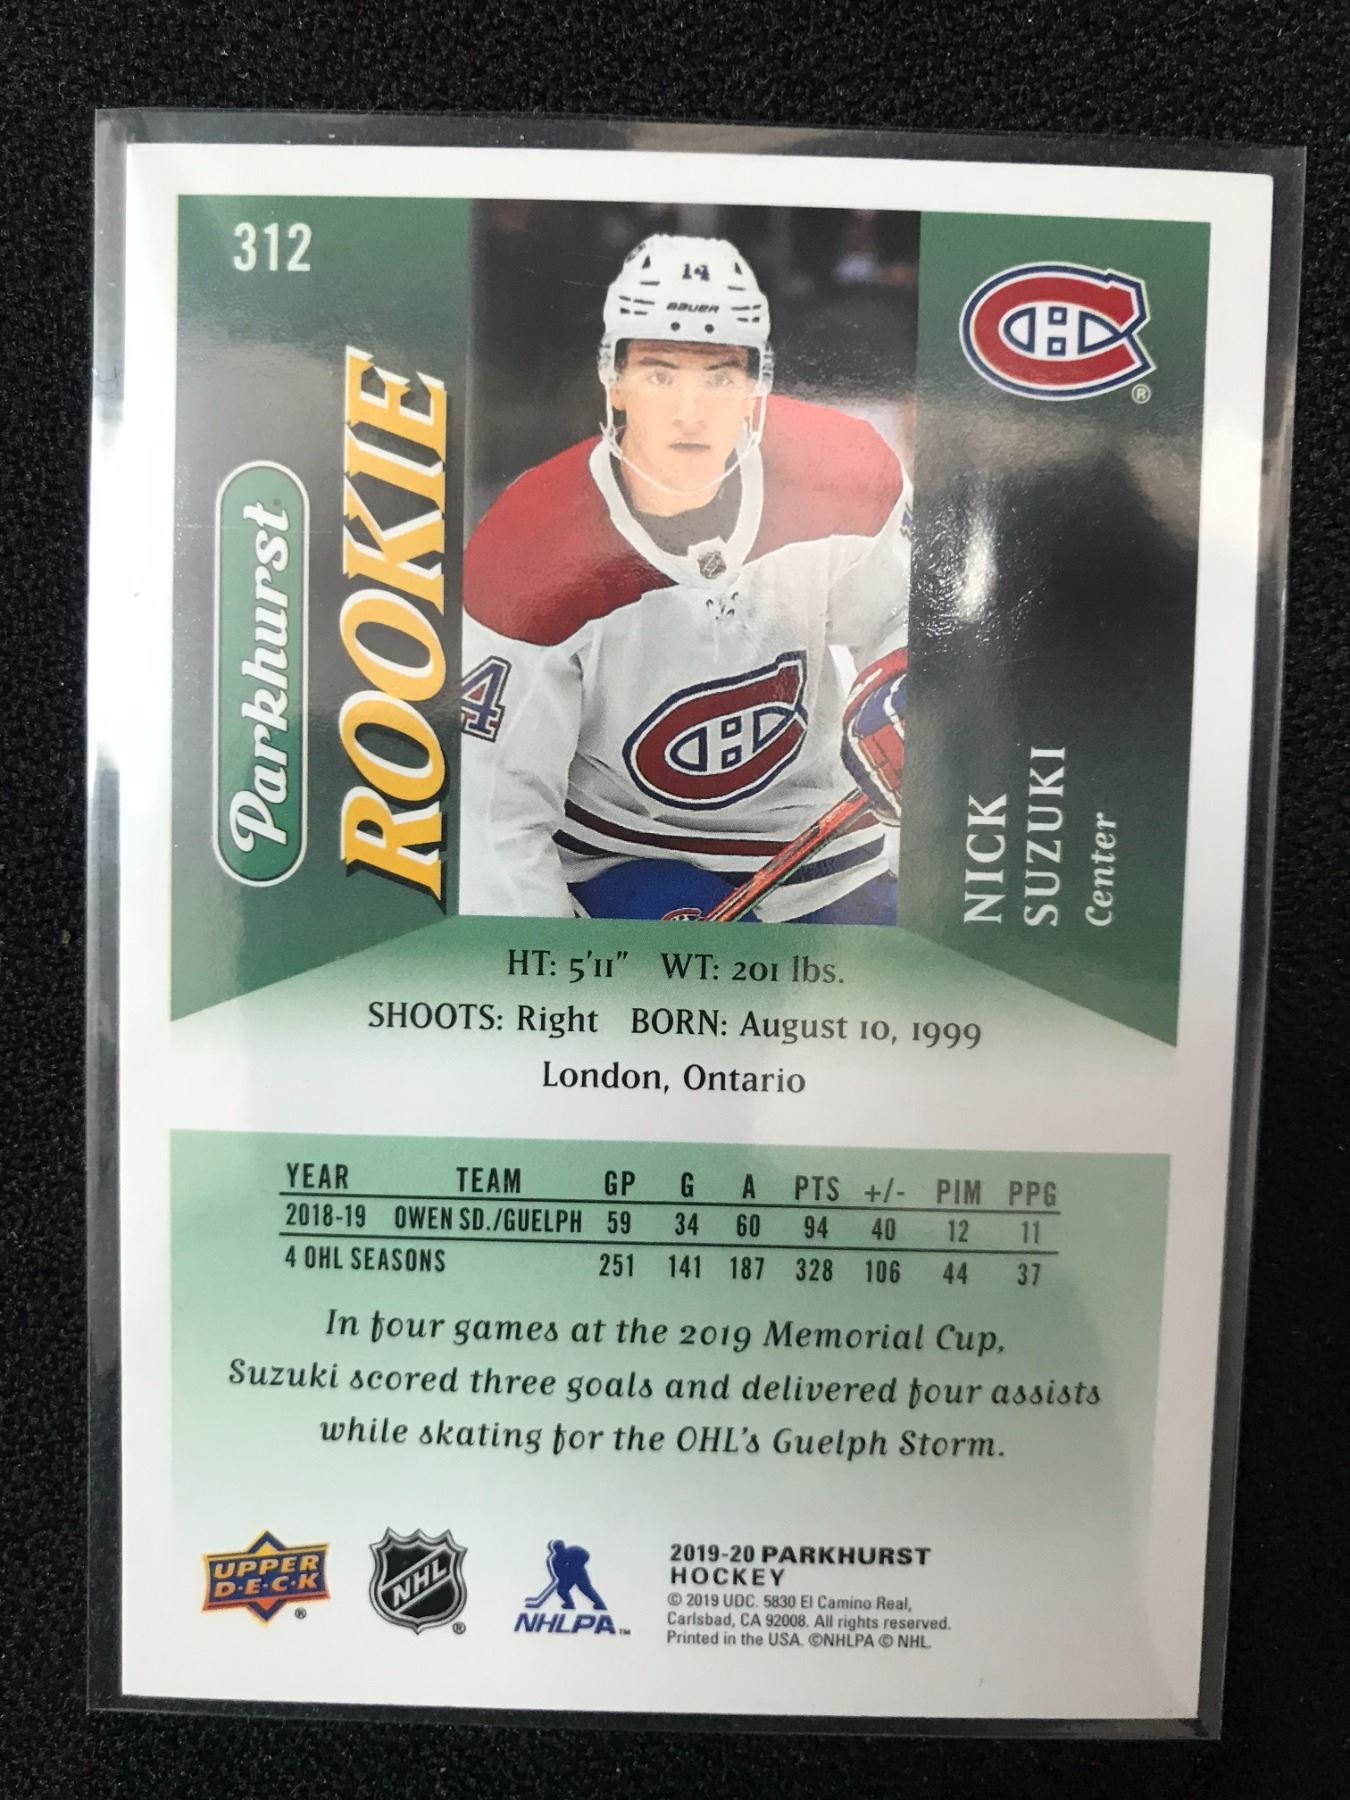 312
14
BAUER
Parkhurst
ROOKIE
4
NICK
SUZUKI
Center
HT: 5'11" WT: 201 lbs.
SHOOTS: Right BORN: August 10, 1999
London, Ontario
YEAR TEAM GP G A PTS +/- PIM PPG
2018-19 OWEN SD./GUELPH 59 34 60 94 40 12 11
4 OHL SEASONS 251 141 187 328 106 44 37
In four games at the 2019 Memorial Cup,
Suzuki scored three goals and delivered four assists
while skating for the OHL's Guelph Storm.
UPPER
D·E·C·K ®
NHL ®
NHLPA™
2019-20 PARKHURST
HOCKEY
© 2019 UDC. 5830 El Camino Real,
Carlsbad, CA 92008. All rights reserved.
Printed in the USA. ©NHLPA © NHL.